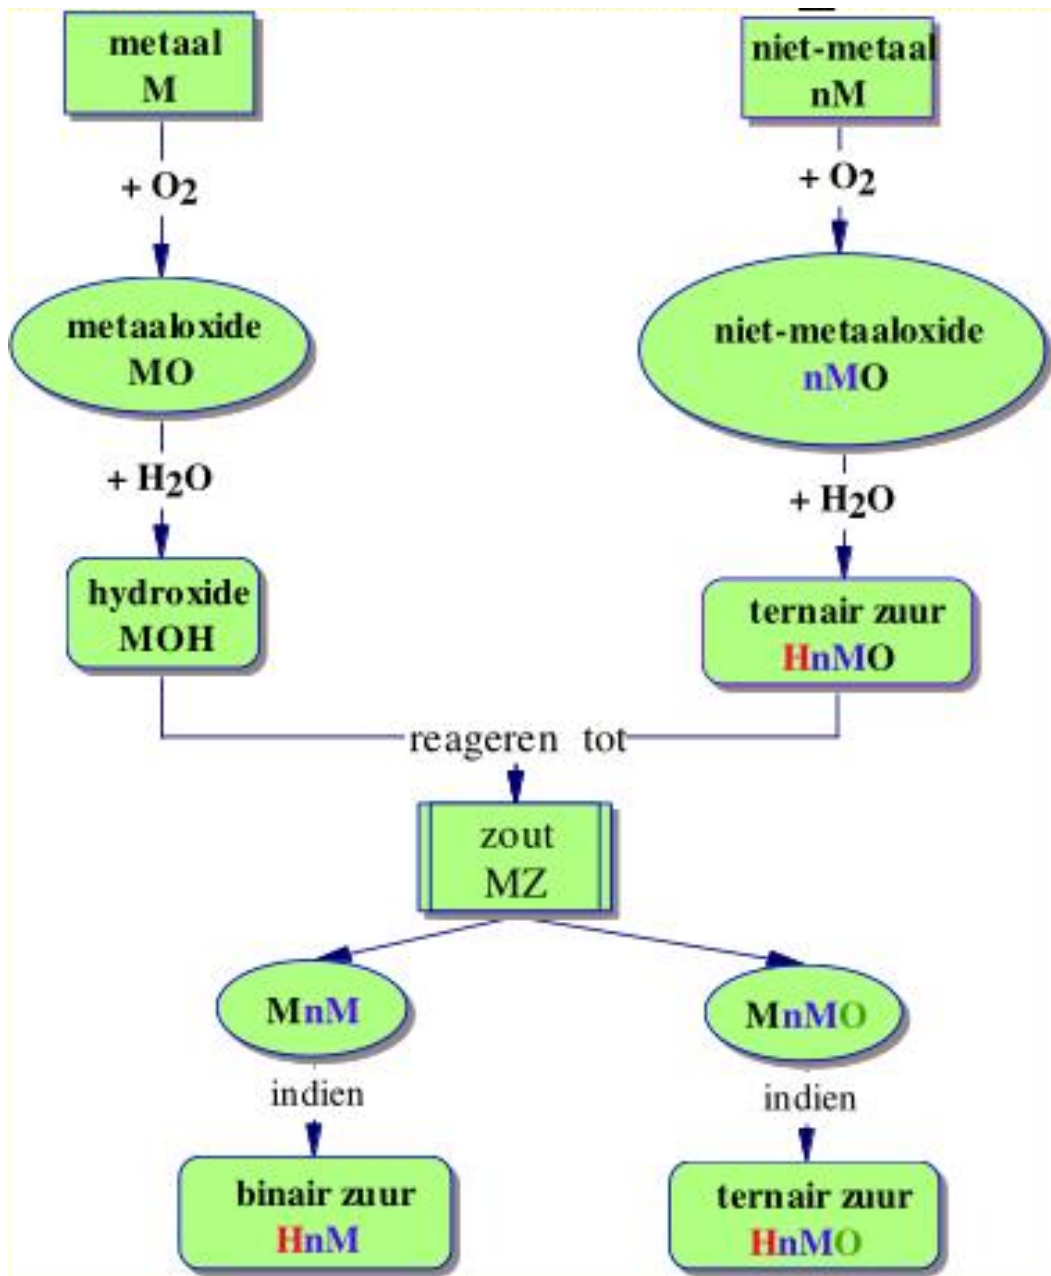 metaal
M
niet-metaal
nM
+ O2
+ O2
metaaloxide
MO
niet-metaaloxide
nMO
+ H2O
+ H2O
hydroxide
MOH
ternair zuur
HnMO
reageren tot
zout
MZ
MnM
MnMO
indien
indien
binair zuur
HnM
ternair zuur
HnMO